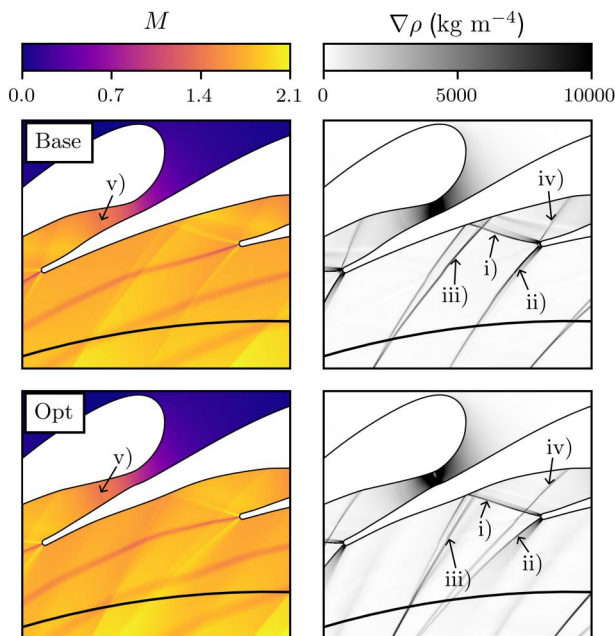 M
∇ρ (kg m⁻⁴)
0.0 0.7 1.4 2.1
0 5000 10000
Base
v)
iv)
i)
iii)
ii)
Opt
v)
iv)
i)
iii)
ii)